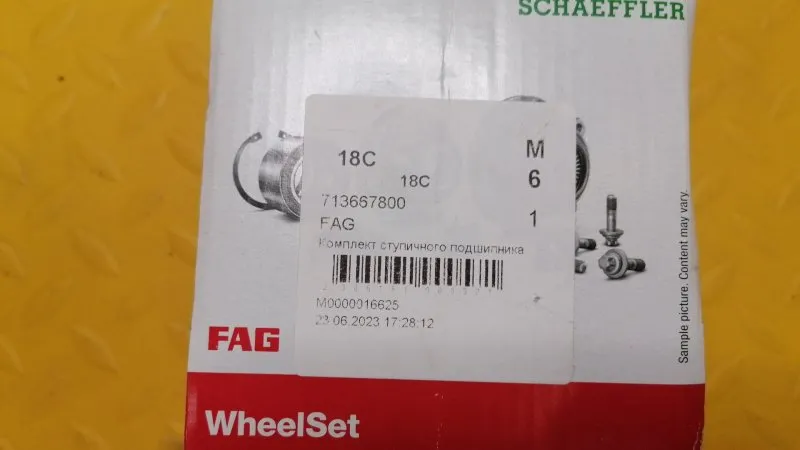 SCHAEFFLER
18C
M
18C
6
713667800
FAG
1
Комплект ступичного подшипника
M0000016625
23.06.2023 17:28:12
Sample picture. Content may vary.
FAG
WheelSet